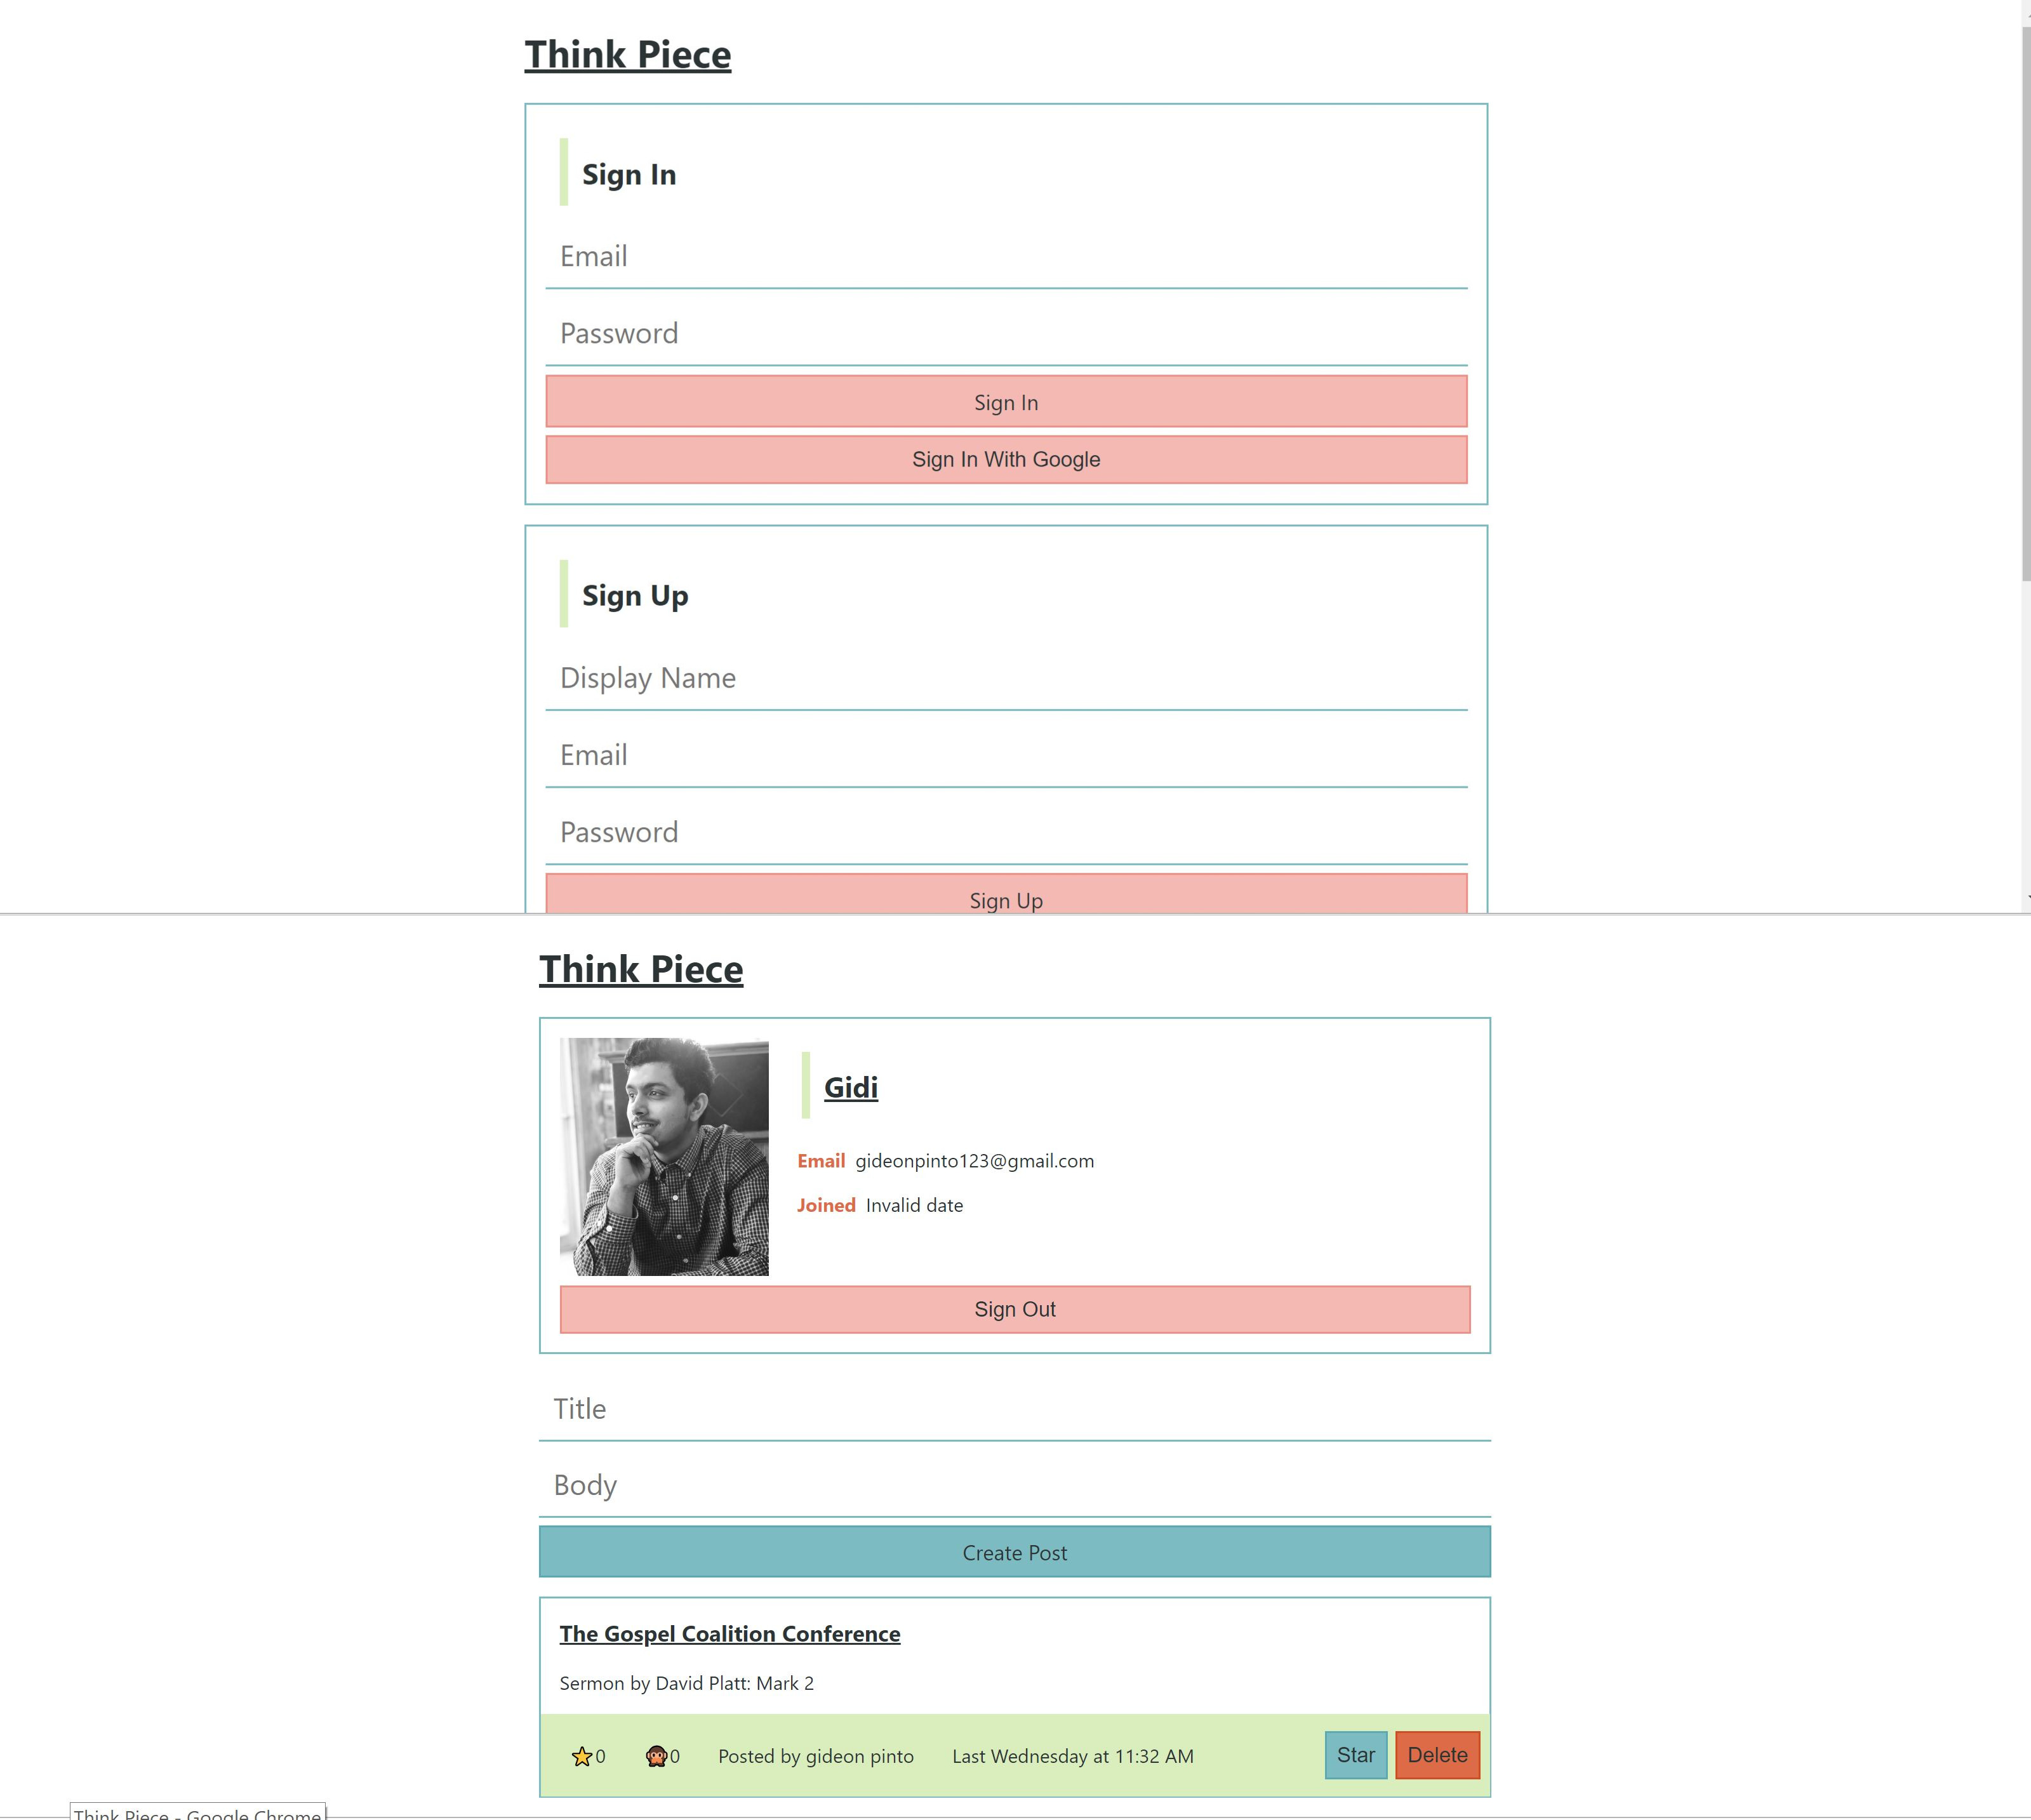 Think Piece
Sign In
Email
Password
Sign In
Sign In With Google
Sign Up
Display Name
Email
Password
Sign Up
Think Piece
Gidi
Email gideonpinto123@gmail.com
Joined Invalid date
Sign Out
Title
Body
Create Post
The Gospel Coalition Conference
Sermon by David Platt: Mark 2
0 0 Posted by gideon pinto Last Wednesday at 11:32 AM Star Delete
Think Piece - Google Chrome